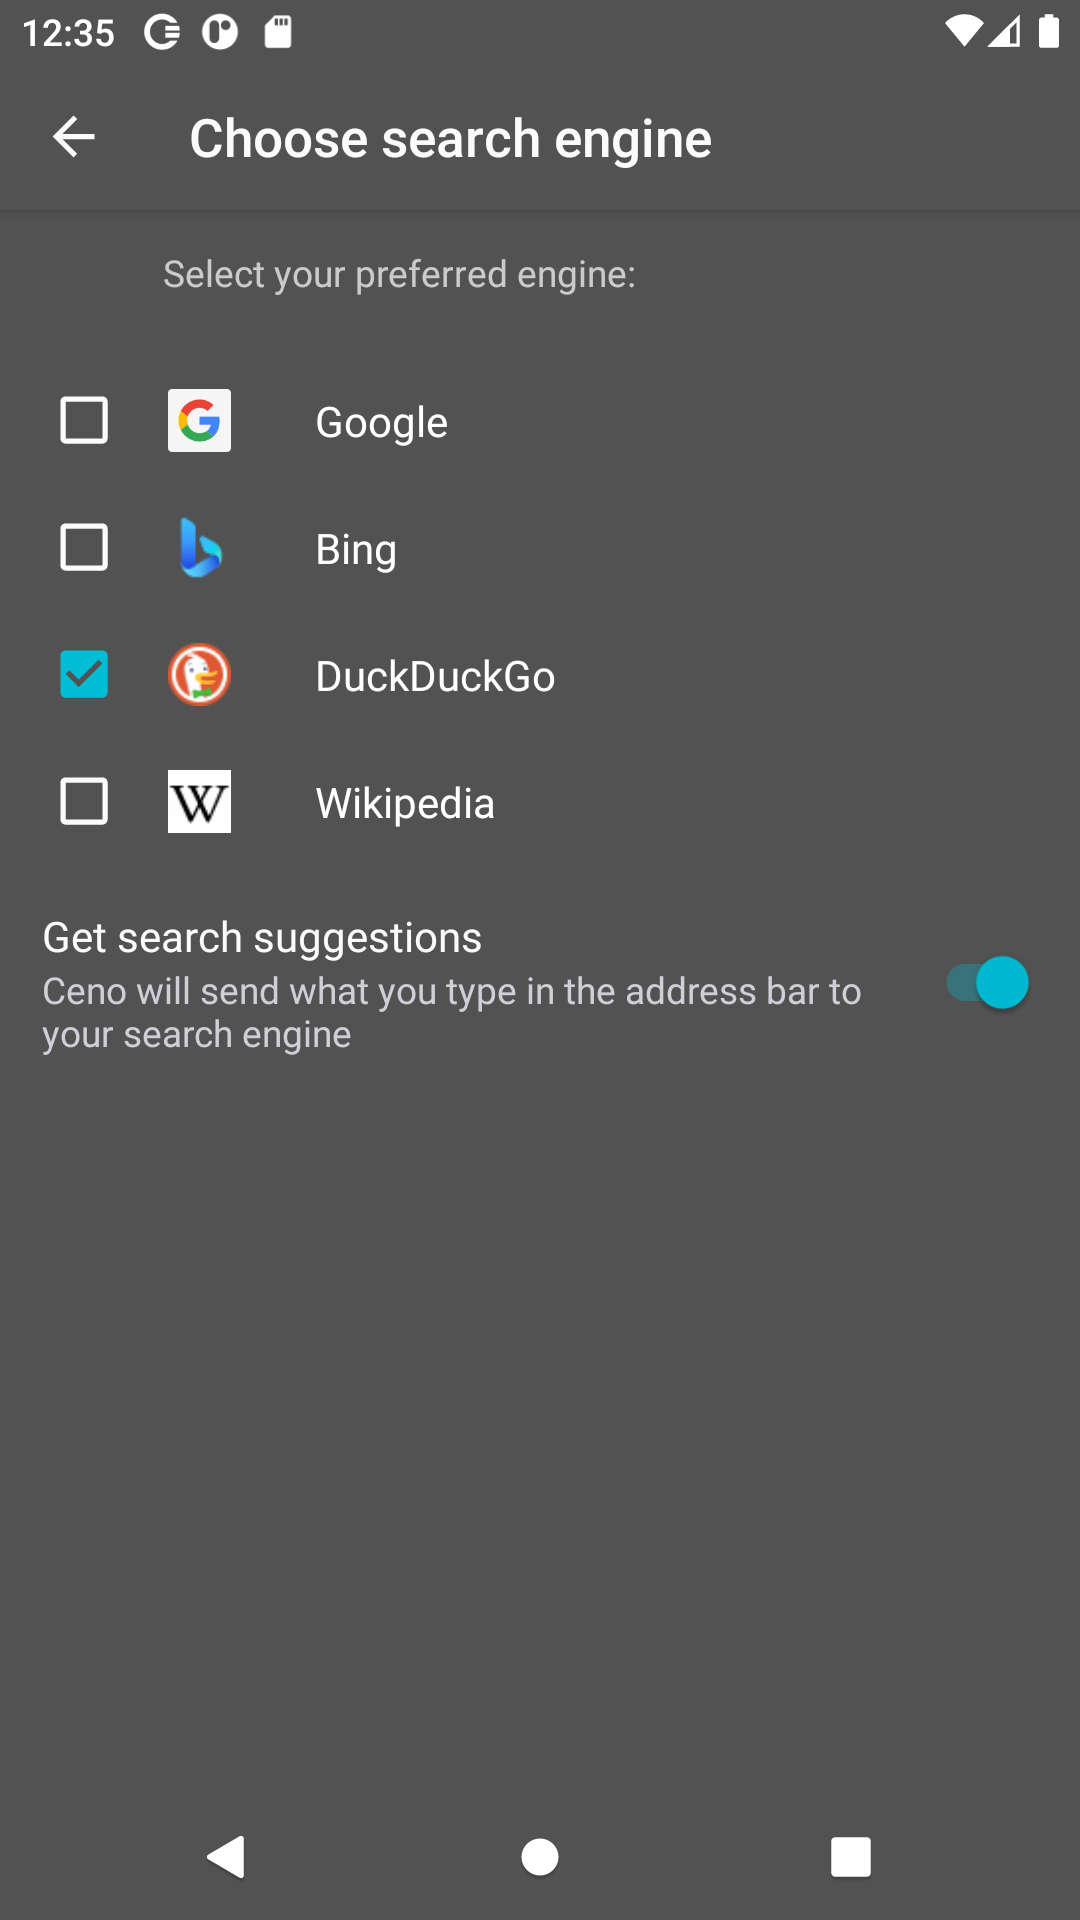 12:35
Choose search engine
Select your preferred engine:
Google
Bing
DuckDuckGo
W
Wikipedia
Get search suggestions
Ceno will send what you type in the address bar to
your search engine